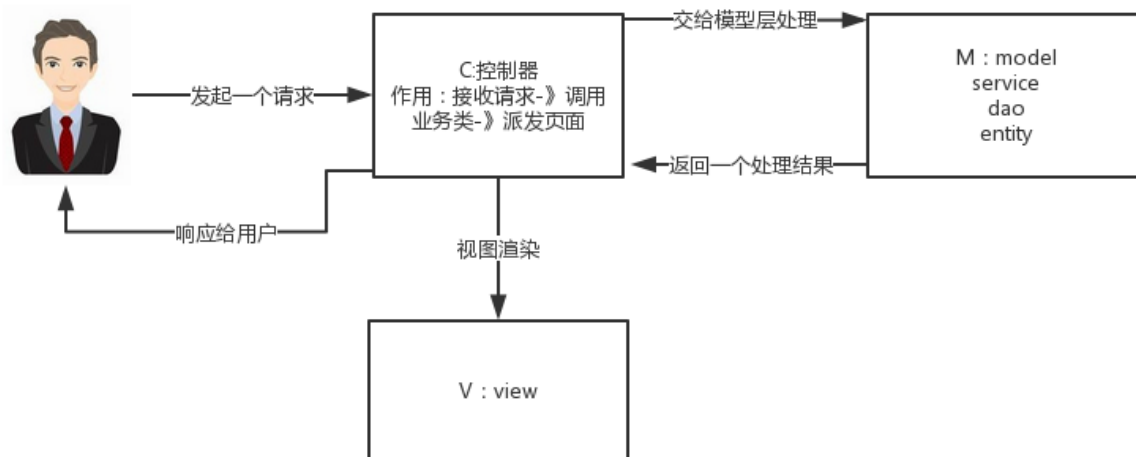 交给模型层处理
C:控制器
作用：接收请求-》调用
业务类-》派发页面
M：model
service
dao
entity
发起一个请求
返回一个处理结果
响应给用户
视图渲染
V：view